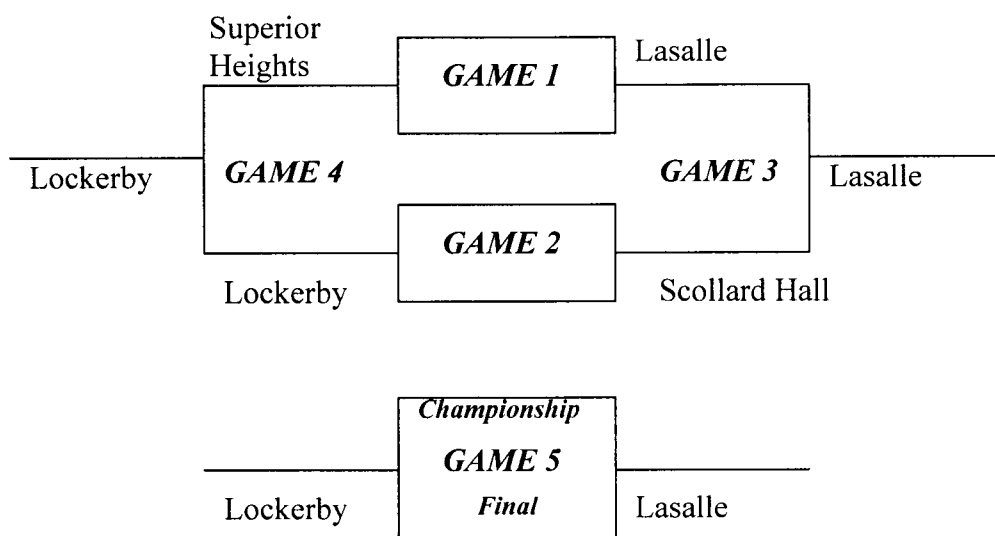 Superior
Heights
GAME 1
Lasalle
Lockerby
GAME 4
GAME 3
Lasalle
GAME 2
Lockerby
Scollard Hall
Championship
GAME 5
Lockerby
Final
Lasalle